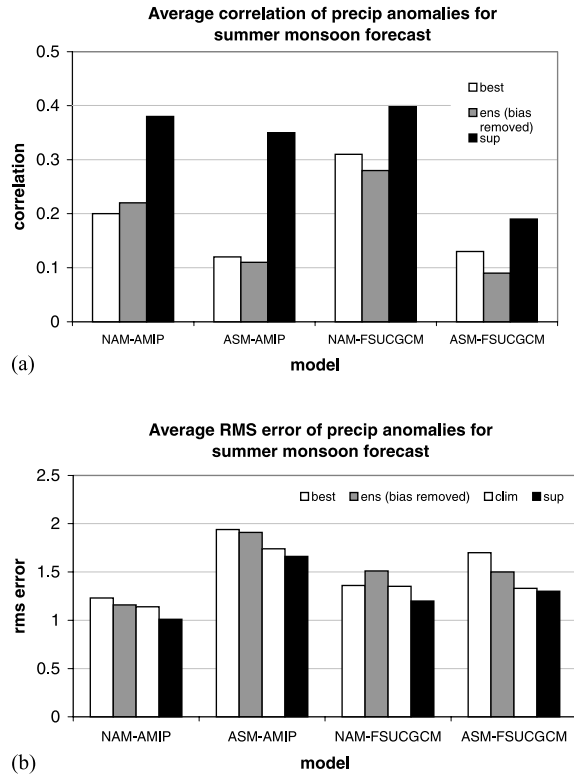 Average correlation of precip anomalies for
summer monsoon forecast
0.5
0.4
0.3
0.2
0.1
0
correlation
best
ens (bias
removed)
sup
NAM-AMIP ASM-AMIP NAM-FSUCGCM ASM-FSUCGCM
model
(a)
Average RMS error of precip anomalies for
summer monsoon forecast
2.5
2
1.5
1
0.5
0
rms error
best ens (bias removed) clim sup
NAM-AMIP ASM-AMIP NAM-FSUCGCM ASM-FSUCGCM
model
(b)